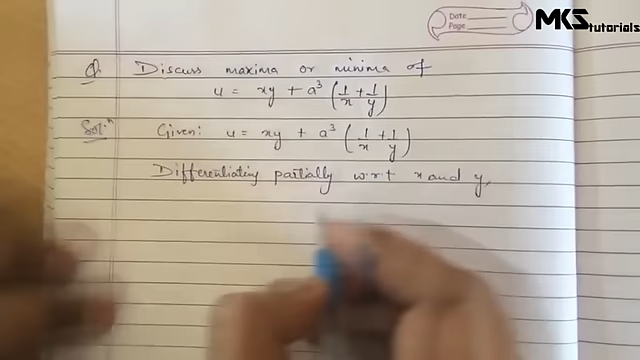 Date
Page
MKS tutorials
Q. Discuss maxima or minima of
u = xy + a³ (1/x + 1/y)
Sol.ⁿ Given: u = xy + a³ (1/x + 1/y)
Differentiating partially w.r.t x and y,